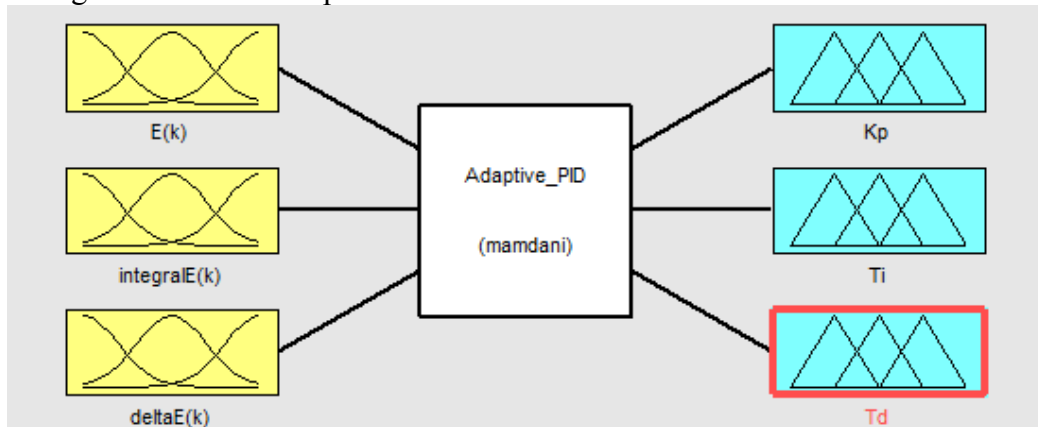 E(k)
Kp
Adaptive_PID
(mamdani)
integralE(k)
Ti
deltaE(k)
Td